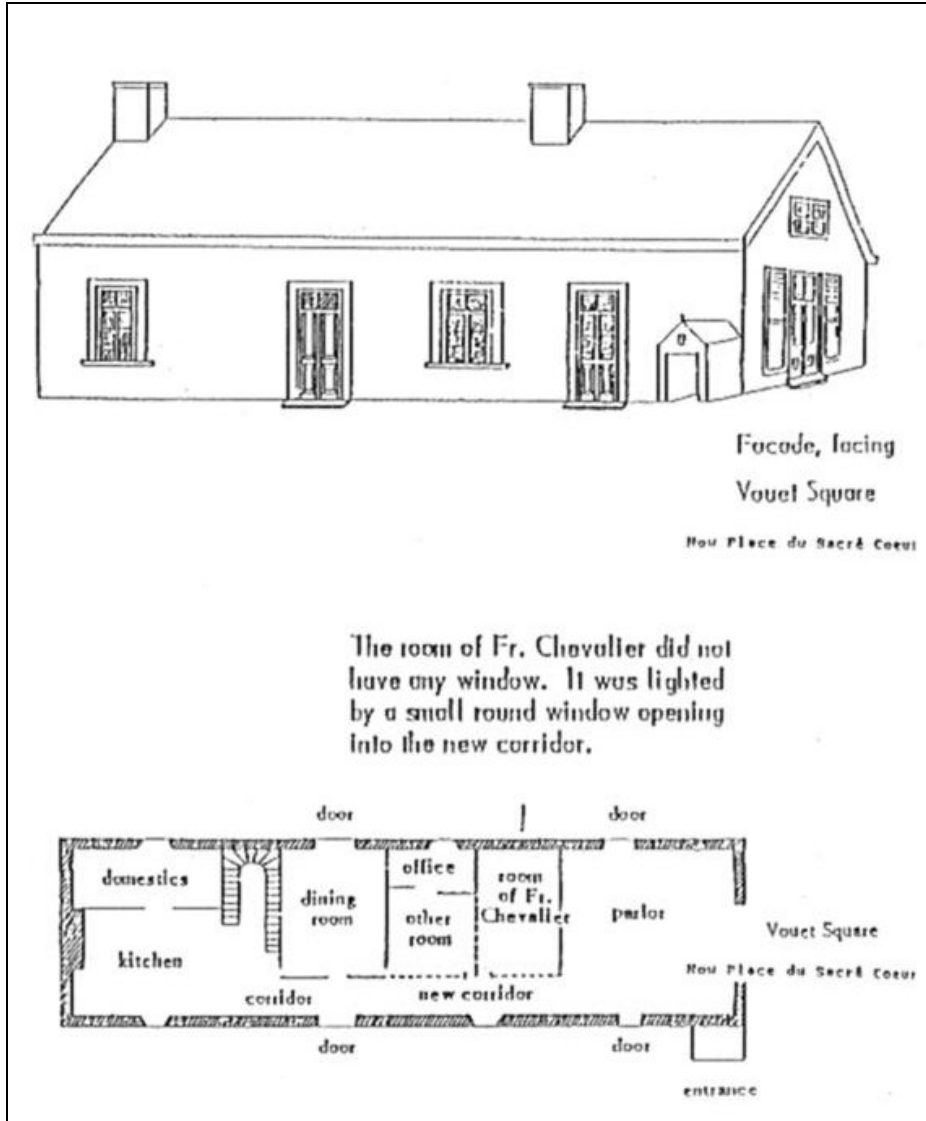 Facade, facing
Vouet Square
Now Place du Sacré Coeur
The room of Fr. Chevalier did not
have any window. It was lighted
by a small round window opening
into the new corridor.
door
door
domestics
dining
room
office
other
room
room
of Fr.
Chevalier
parlor
Vouet Square
Now Place du Sacré Coeur
kitchen
corridor
new corridor
door
door
entrance